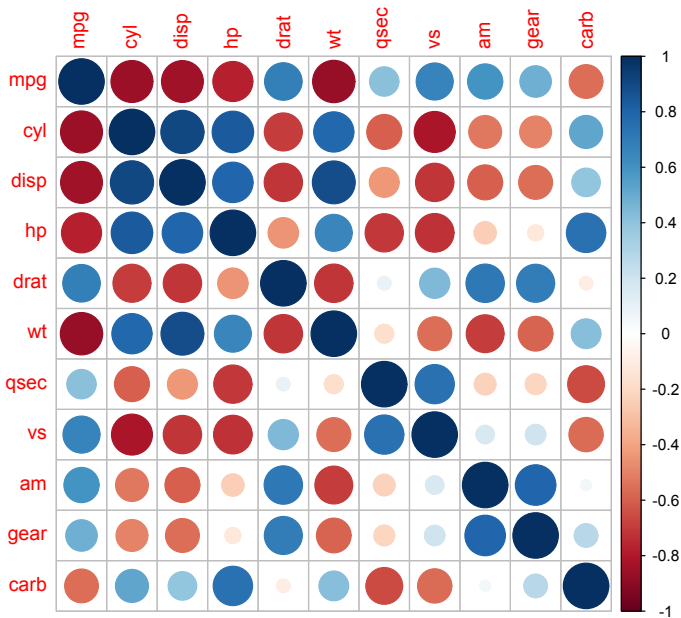 mpg
cyl
disp
hp
drat
wt
qsec
vs
am
gear
carb
mpg
cyl
disp
hp
drat
wt
qsec
vs
am
gear
carb
1
0.8
0.6
0.4
0.2
0
-0.2
-0.4
-0.6
-0.8
-1